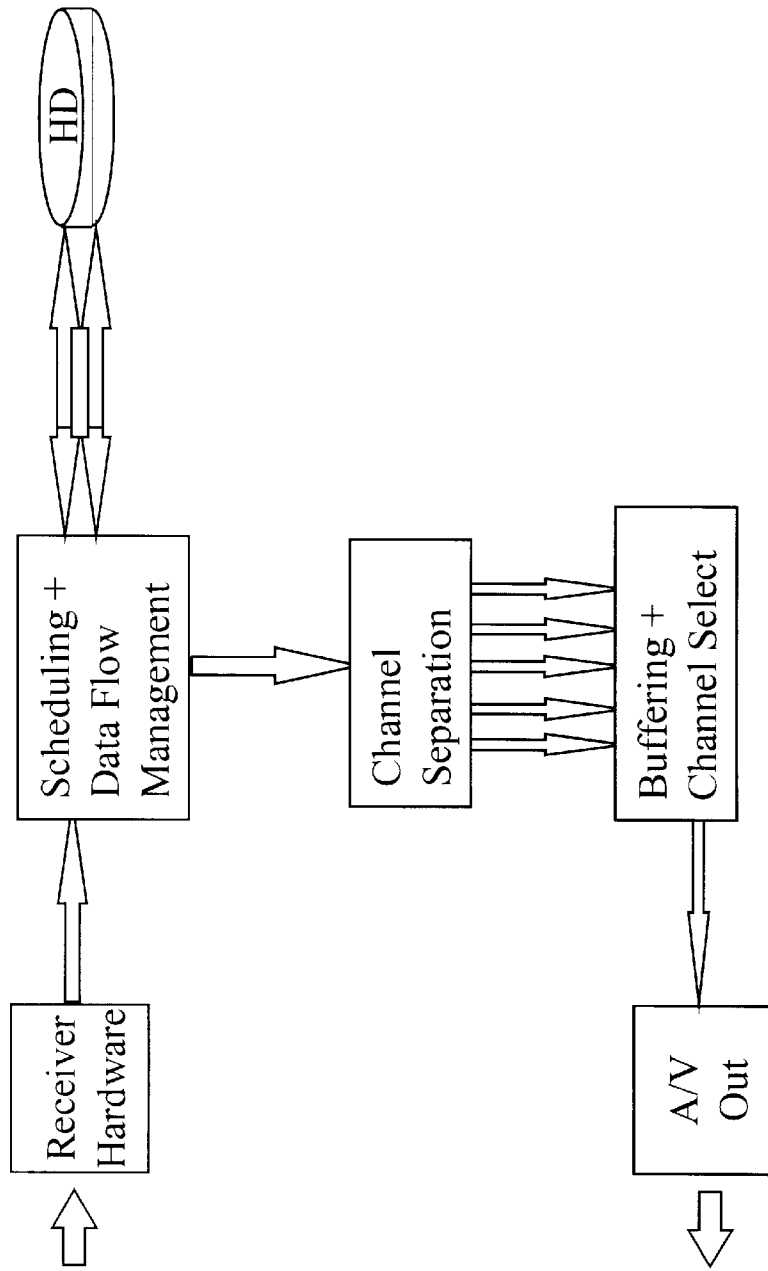 Receiver
Hardware
Scheduling +
Data Flow
Management
HD
Channel
Separation
Buffering +
Channel Select
A/V
Out